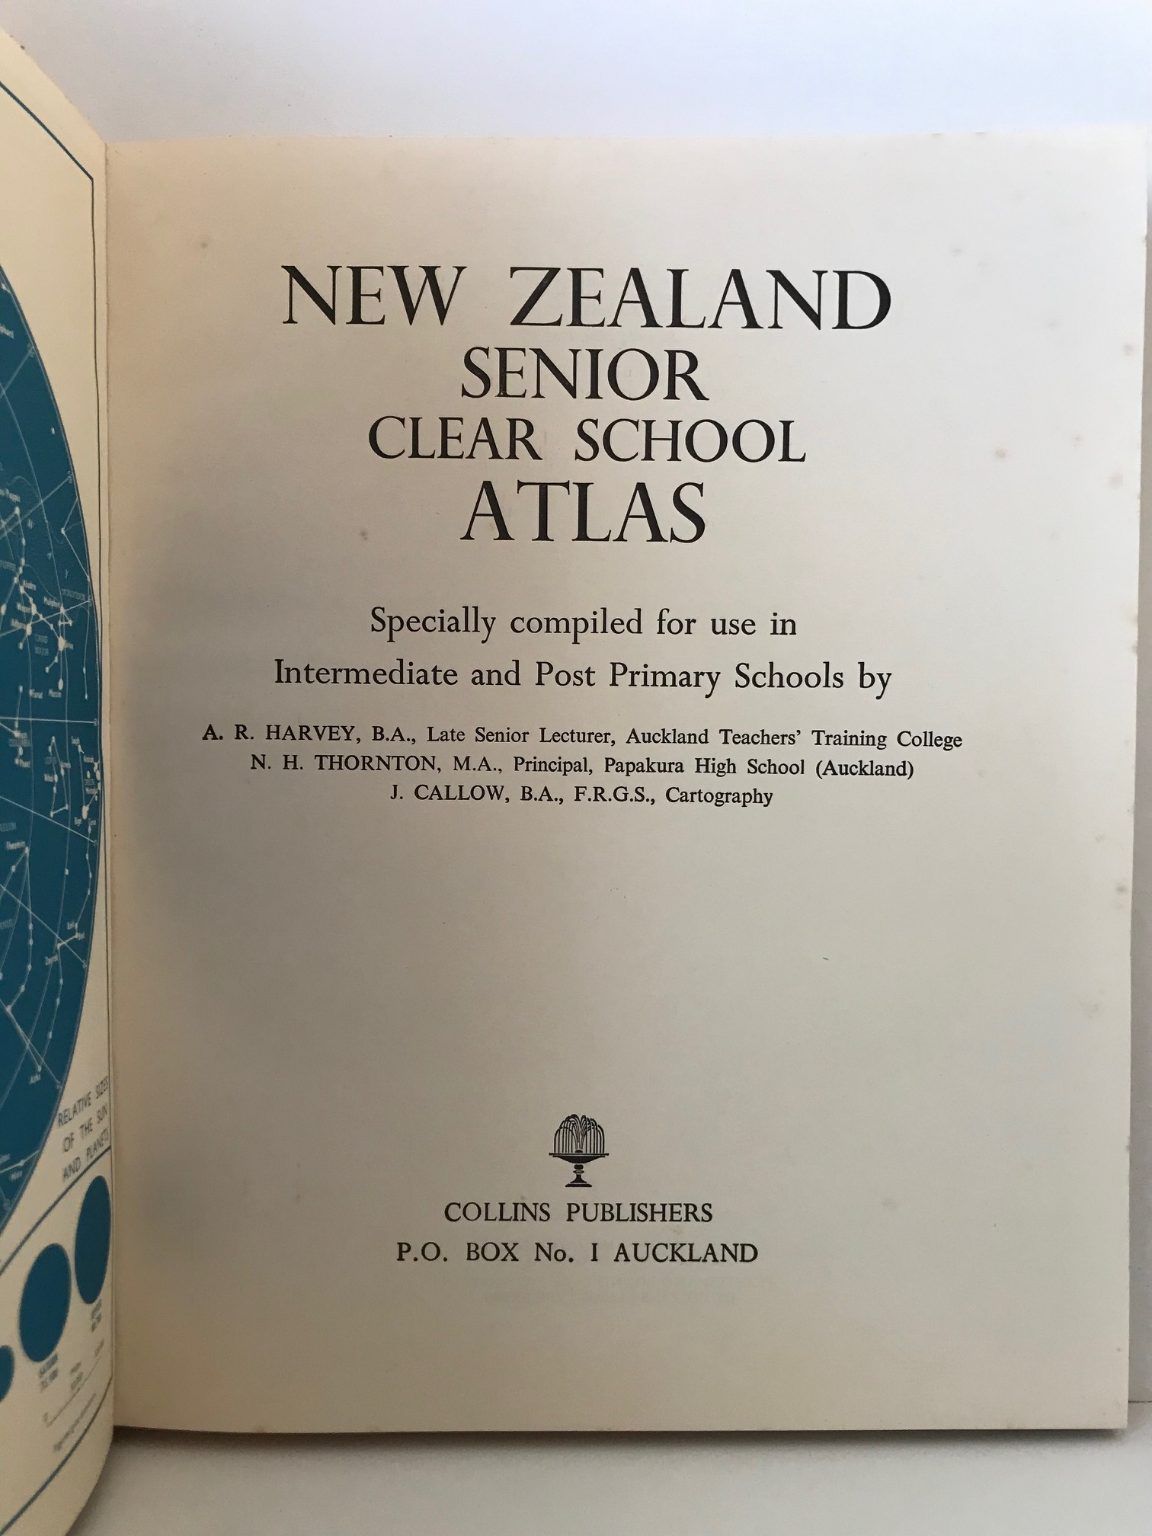 NEW ZEALAND
SENIOR
CLEAR SCHOOL
ATLAS
Specially compiled for use in
Intermediate and Post Primary Schools by
A. R. HARVEY, B.A., Late Senior Lecturer, Auckland Teachers' Training College
N. H. THORNTON, M.A., Principal, Papakura High School (Auckland)
J. CALLOW, B.A., F.R.G.S., Cartography
COLLINS PUBLISHERS
P.O. BOX No. I AUCKLAND
RELATIVE SIZES
OF THE SUN
AND PLANETS